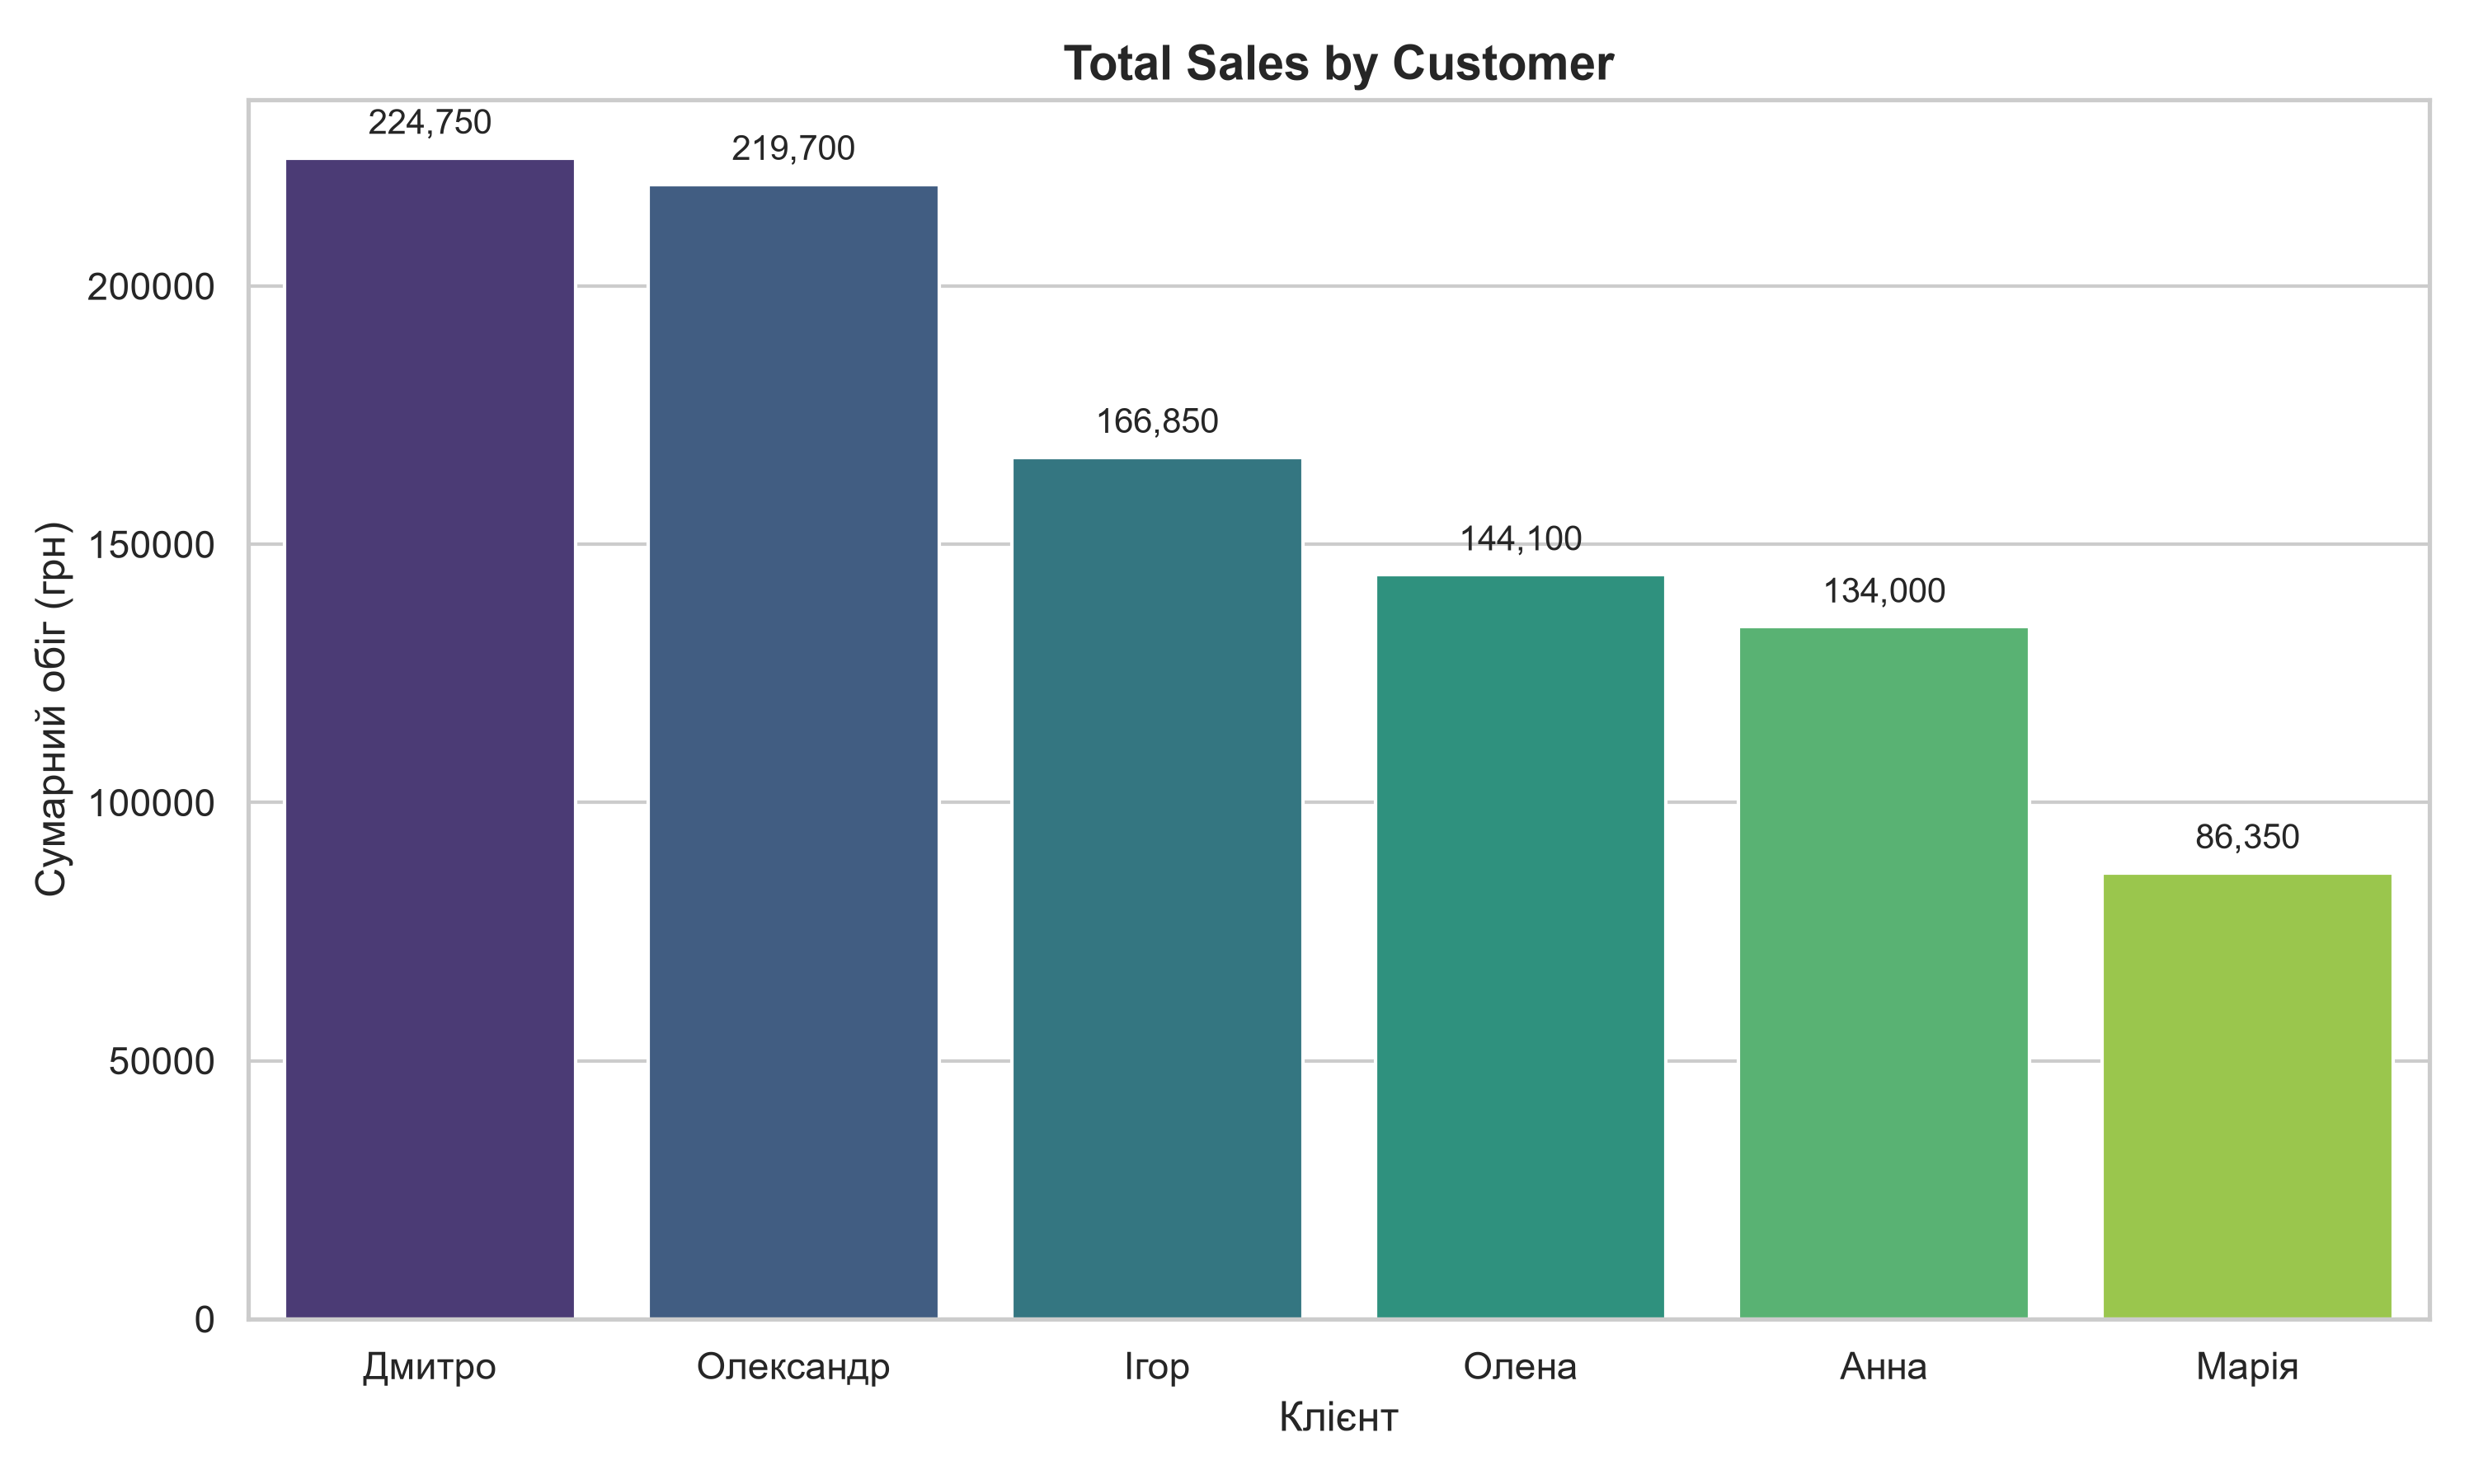 Total Sales by Customer
224,750
219,700
166,850
144,100
134,000
86,350
Сумарний обіг (грн)
200000
150000
100000
50000
0
Дмитро
Олександр
Ігор
Олена
Анна
Марія
Клієнт